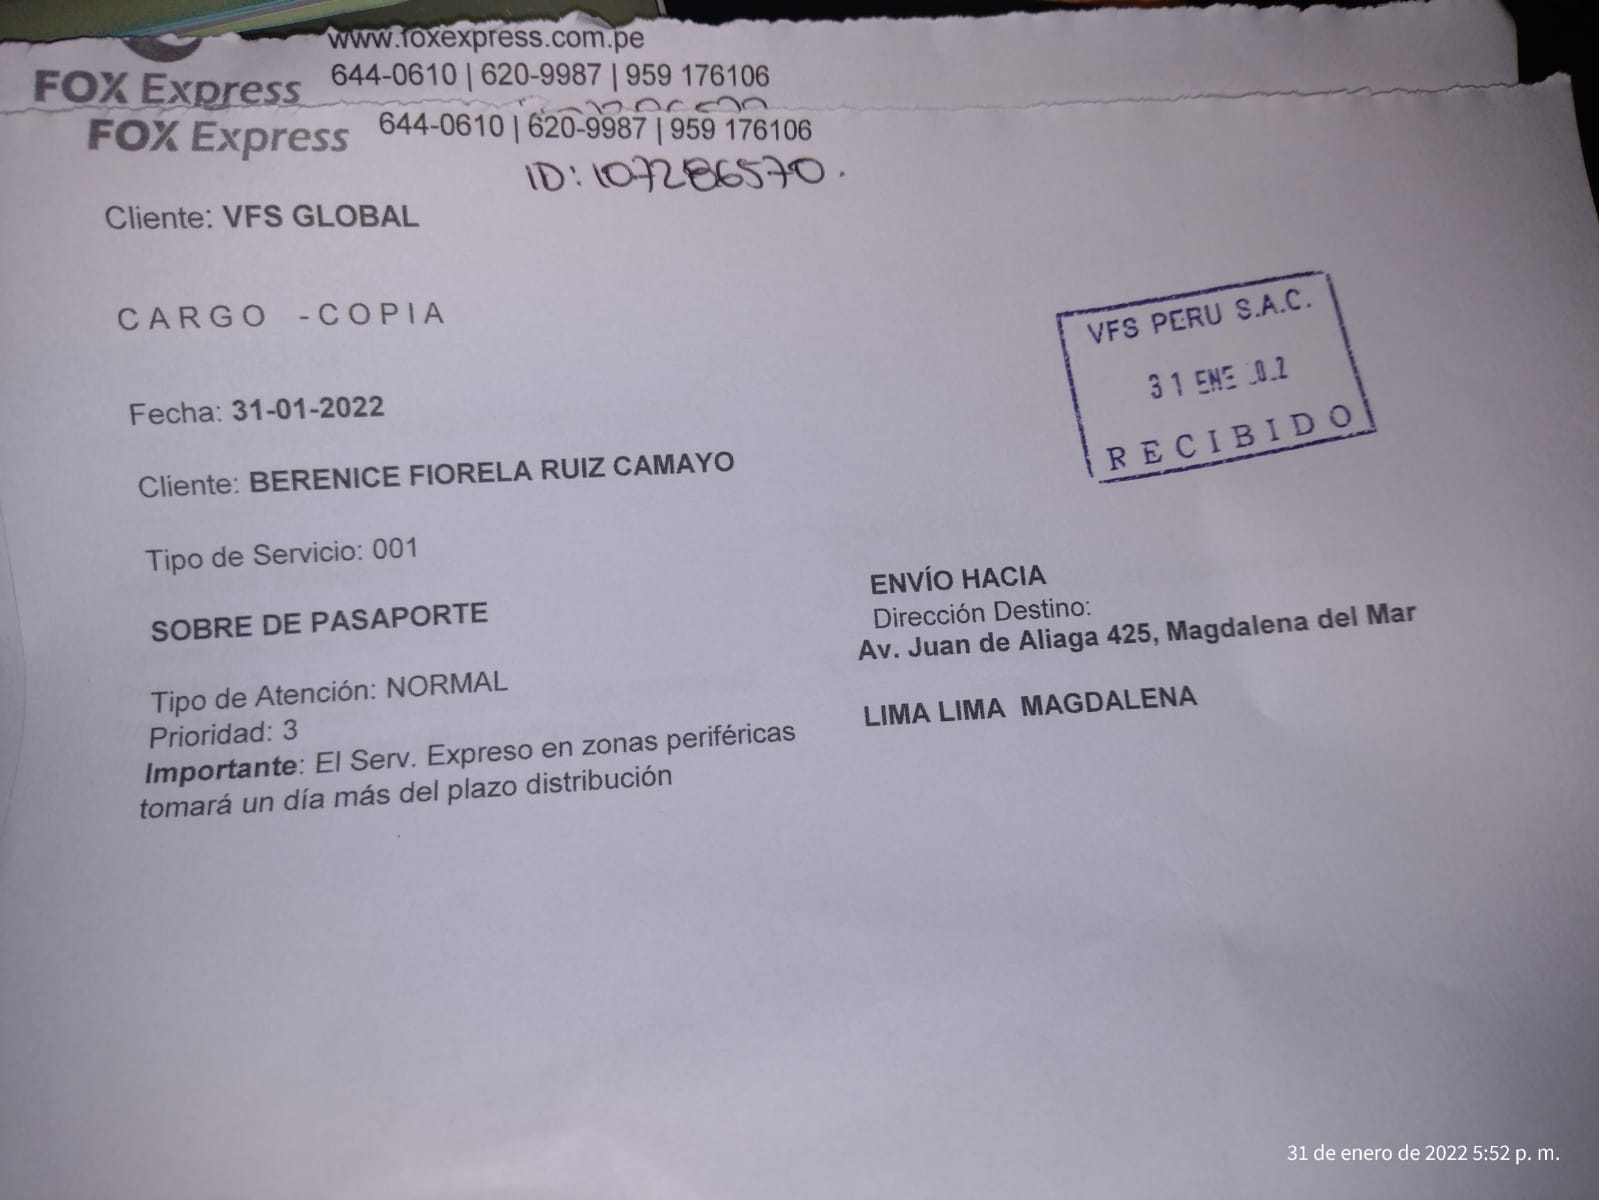 www.foxexpress.com.pe
FOX Express 644-0610 | 620-9987 | 959 176106
FOX Express 644-0610 | 620-9987 | 959 176106
ID: 107286570.
Cliente: VFS GLOBAL
CARGO -COPIA
VFS PERU S.A.C.
31 ENE
RECIBIDO
Fecha: 31-01-2022
Cliente: BERENICE FIORELA RUIZ CAMAYO
Tipo de Servicio: 001
SOBRE DE PASAPORTE
Tipo de Atención: NORMAL
Prioridad: 3
Importante: El Serv. Expreso en zonas periféricas
tomará un día más del plazo distribución
ENVÍO HACIA
Dirección Destino:
Av. Juan de Aliaga 425, Magdalena del Mar
LIMA LIMA MAGDALENA
31 de enero de 2022 5:52 p. m.